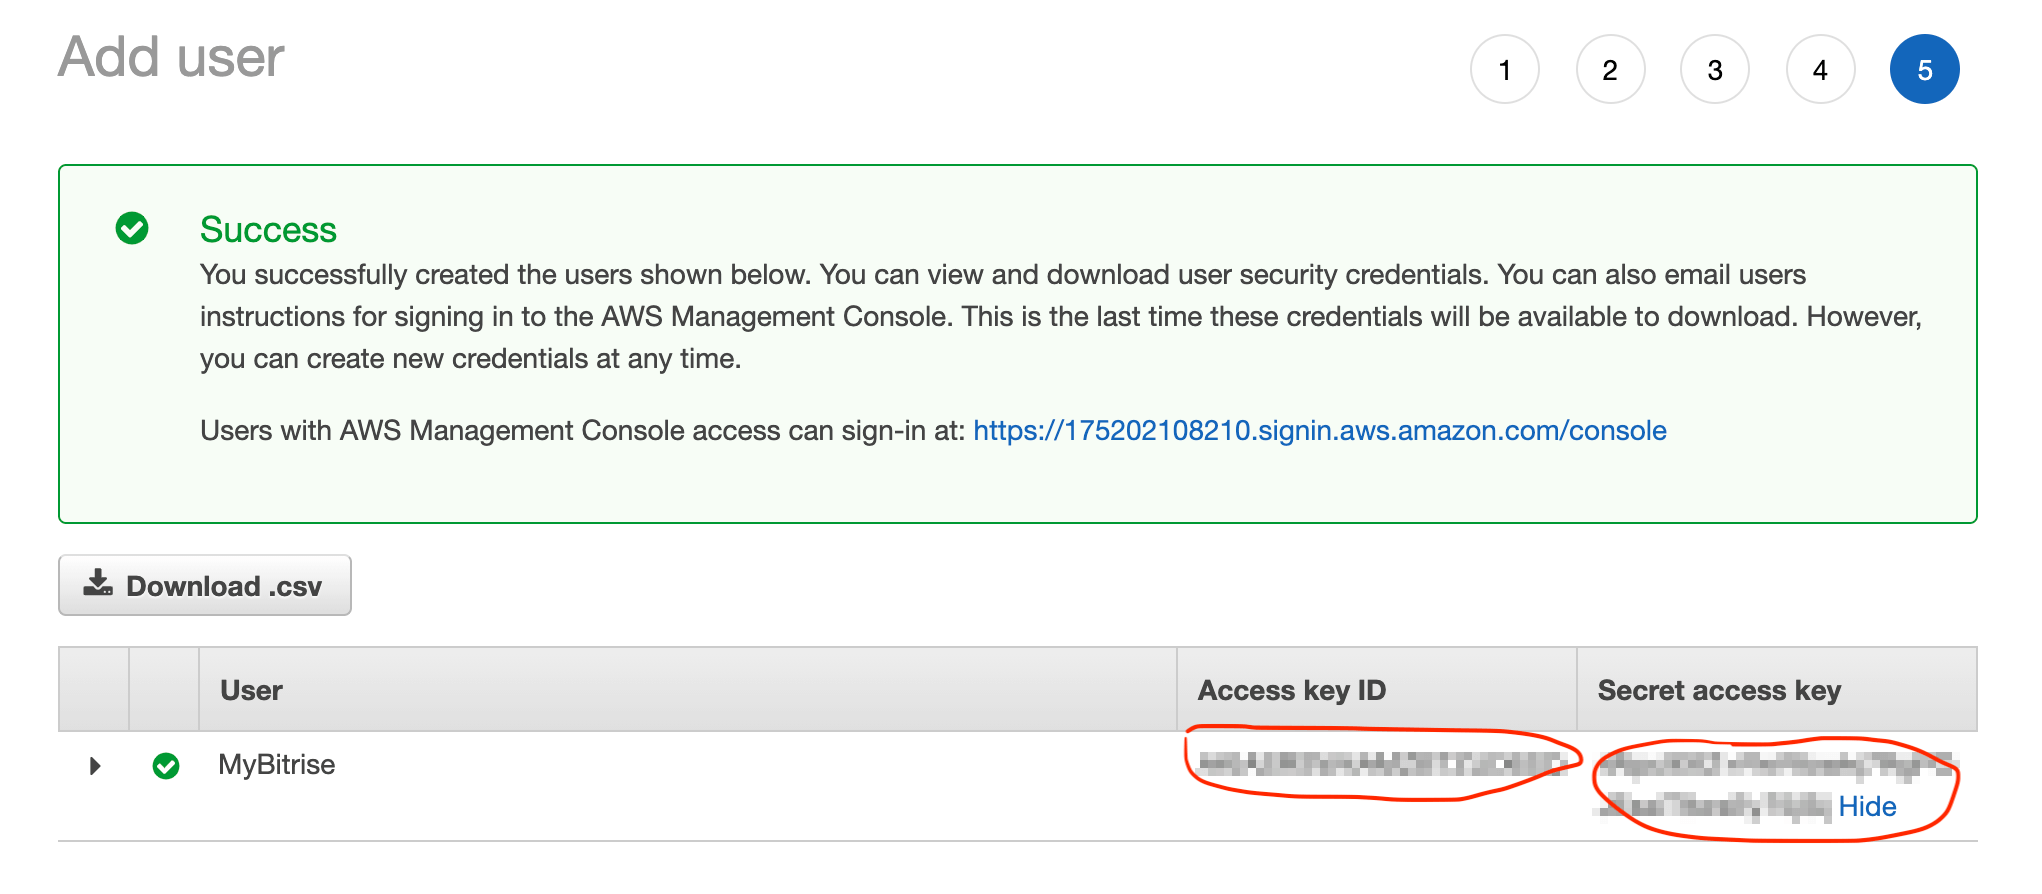 Add user
1 2 3 4 5
Success
You successfully created the users shown below. You can view and download user security credentials. You can also email users
instructions for signing in to the AWS Management Console. This is the last time these credentials will be available to download. However,
you can create new credentials at any time.
Users with AWS Management Console access can sign-in at: https://175202108210.signin.aws.amazon.com/console
Download .csv
User Access key ID Secret access key
MyBitrise
Hide